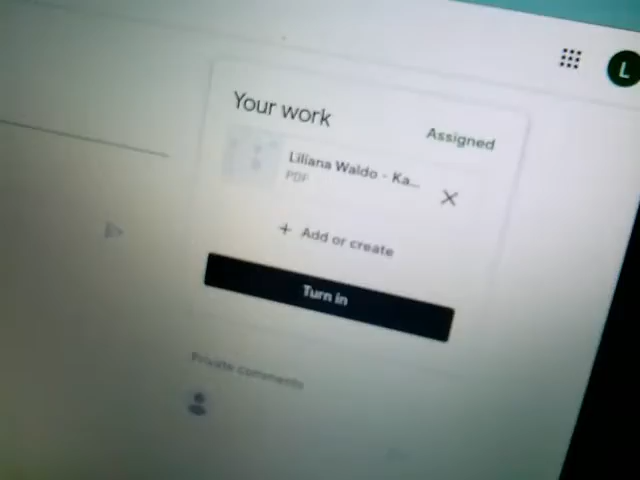 L
Your work
Assigned
Liliana Waldo - Ka...
PDF
+ Add or create
Turn in
Private comments